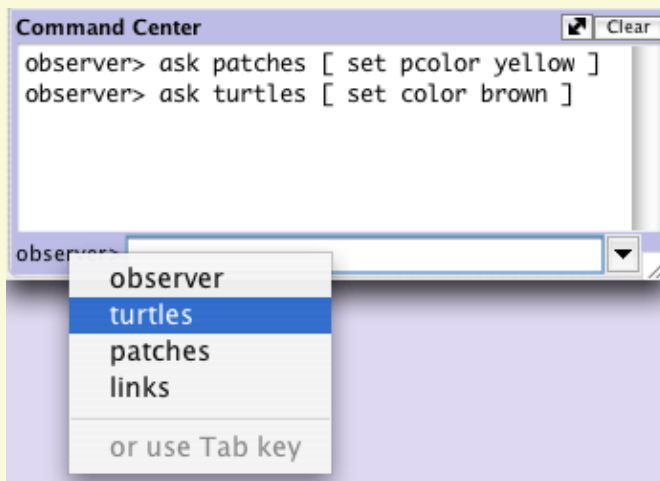 Command Center Clear
observer> ask patches [ set pcolor yellow ]
observer> ask turtles [ set color brown ]
observer>
observer
turtles
patches
links
or use Tab key